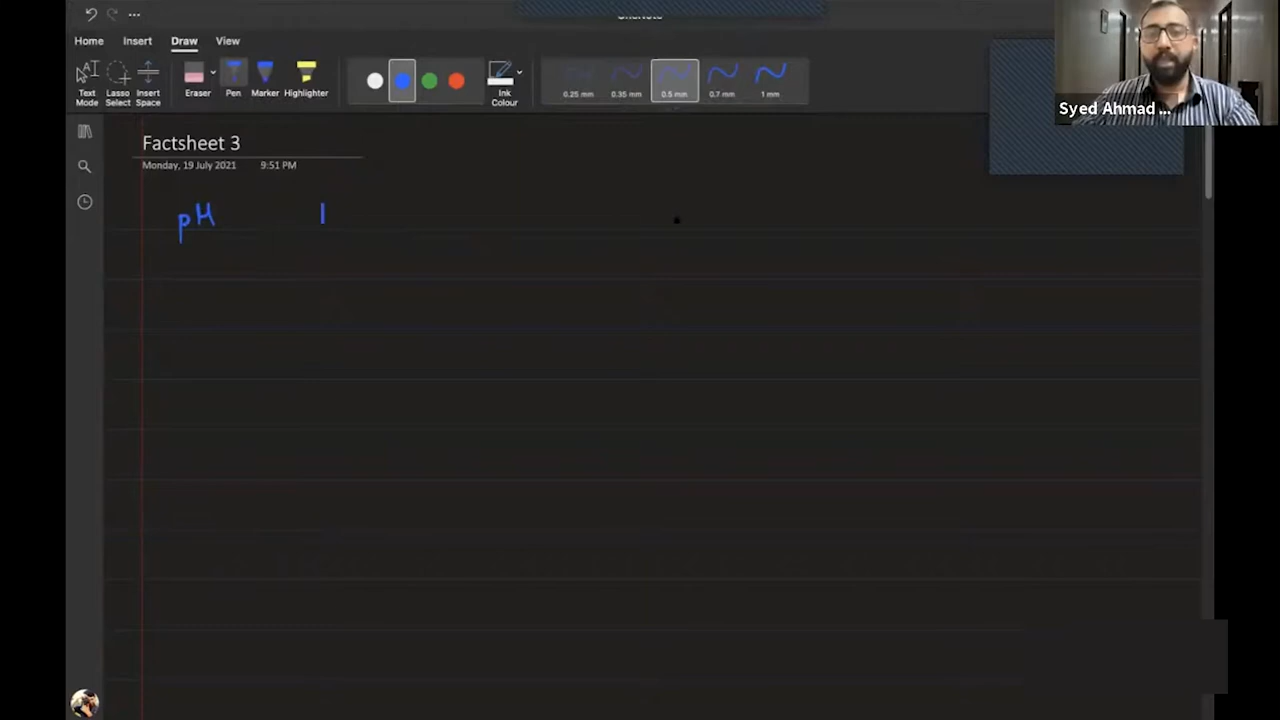 Home Insert Draw View
Text Mode
Lasso Select
Insert Space
Eraser
Pen
Marker
Highlighter
Ink Colour
0.25 mm
0.35 mm
0.5 mm
0.7 mm
1 mm
Syed Ahmad ...
Factsheet 3
Monday, 19 July 2021 9:51 PM
pH 1